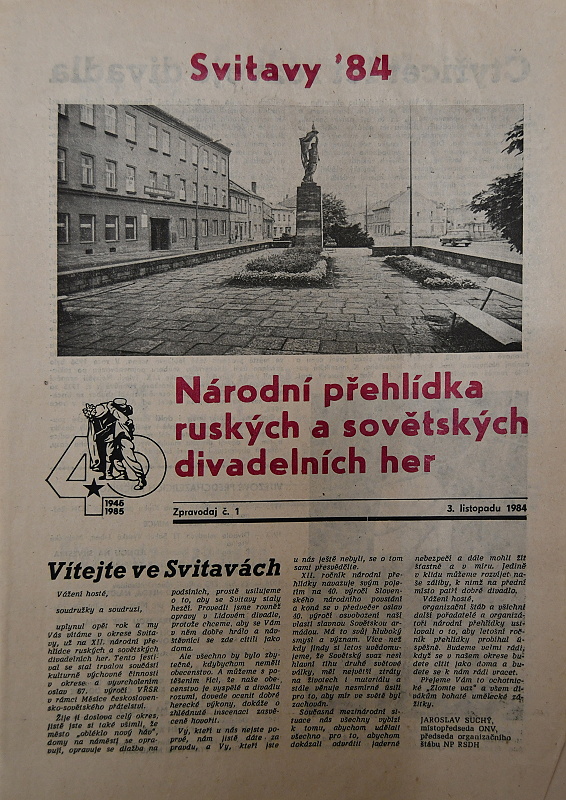 Svitavy '84
Národní přehlídka
ruských a sovětských
divadelních her
40
1945
1985
Zpravodaj č. 1
3. listopadu 1984
Vítejte ve Svitavách
Vážení hosté,
soudružky a soudruzi,
uplynul opět rok a my
Vás vítáme v okrese Svita-
vy, už na XII. národní pře-
hlídce ruských a sovětských
divadelních her. Tento festi-
val se stal trvalou součástí
kulturně výchovné činnosti
v okrese a vyvrcholením
oslav 67. výročí VŘSR
v rámci Měsíce českosloven-
sko-sovětského přátelství.
Žije jí doslova celý okres,
jistě jste si také všimli, že
město "obléklo nový háv",
domy na náměstí se opra-
vují, opravuje se dlažba na
podsíních, prostě usilujeme
o to, aby se Svitavy staly
hezčí. Provedli jsme rovněž
opravy v Lidovém divadle,
protože chceme, aby se Vám
v něm dobře hrálo a náv-
štěvníci se zde cítili jako
doma.
Ale všechno by bylo zby-
tečné, kdybychom neměli
obecenstvo. A můžeme s po-
těšením říci, že naše obe-
censtvo je vyspělé a divadlu
rozumí, dovede ocenit dobré
herecké výkony, dokáže o
zhlédnuté inscenaci zasvě-
ceně hovořit.
Vy, kteří u nás nejste po-
prvé, nám jistě dáte za
pravdu, a Vy, kteří jste
u nás ještě nebyli, se o tom
sami přesvědčíte.
XII. ročník národní pře-
hlídky navazuje svým poje-
tím na 40. výročí Sloven-
ského národního povstání
a koná se v předvečer oslav
40. výročí osvobození naší
vlasti slavnou Sovětskou ar-
mádou. Má to svůj hluboký
smysl a význam. Více než
kdy jindy si letos uvědomu-
jeme, že Sovětský svaz nesl
hlavní tíhu druhé světové
války, měl největší ztráty
na životech i materiálu a
stále věnuje nesmírné úsilí
pro to, aby mír ve světě byl
zachován.
Současná mezinárodní si-
tuace nás všechny vybízí
k tomu, abychom udělali
všechno pro to, abychom
dokázali odvrátit jaderné
nebezpečí a dále mohli žít
šťastně a v míru. Jedině
v klidu můžeme rozvíjet na-
še záliby, k nimž na přední
místo patří dobré divadlo.
Vážení hosté,
organizační štáb a všichni
další pořadatelé a organizá-
toři národní přehlídky usi-
lovali o to, aby letošní roč-
ník přehlídky probíhal ú-
spěšně. Budeme velmi rádi,
když se v našem okrese bu-
dete cítit jako doma a bu-
dete se k nám rádi vracet.
Přejeme Vám to ochotnic-
ké "Zlomte vaz" a všem di-
vákům bohaté umělecké zá-
žitky.
JAROSLAV SUCHÝ,
místopředseda ONV,
předseda organizačního
štábu NP RSDH